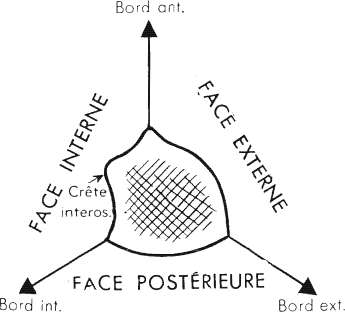 Bord ant.
FACE INTERNE
FACE EXTERNE
Crête
interos.
FACE POSTÉRIEURE
Bord int.
Bord ext.